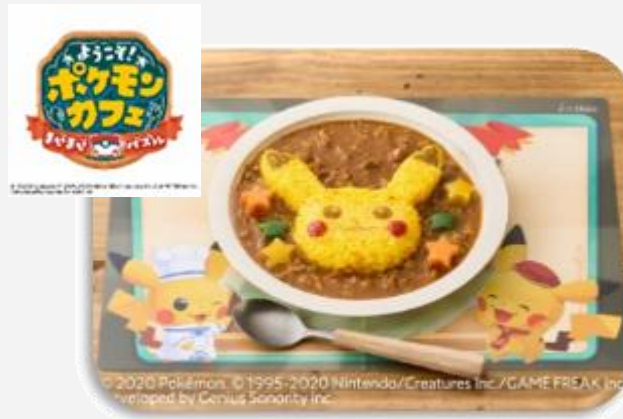 ようこそ!
ポケモン
カフェ
まぜまぜ パズル
© 2020 Pokémon. © 1995-2020 Nintendo/Creatures Inc./GAME FREAK inc.
Developed by Genius Sonority Inc.